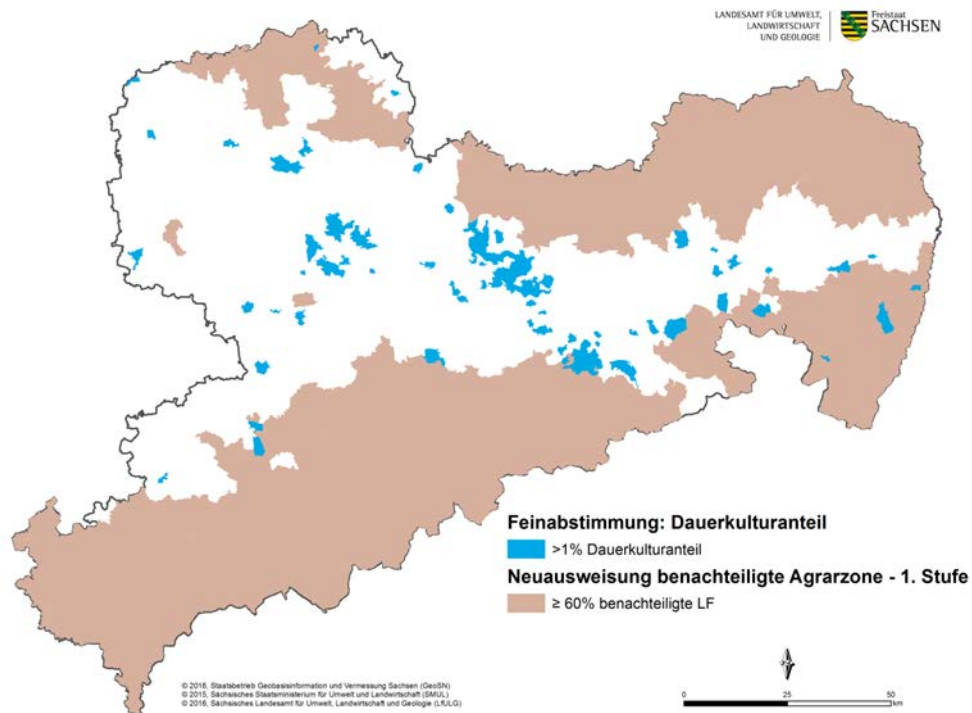 LANDESAMT FÜR UMWELT,
LANDWIRTSCHAFT
UND GEOLOGIE
Freistaat
SACHSEN
Feinabstimmung: Dauerkulturanteil
>1% Dauerkulturanteil
Neuausweisung benachteiligte Agrarzone - 1. Stufe
≥ 60% benachteiligte LF
© 2016, Staatsbetrieb Geobasisinformation und Vermessung Sachsen (GeoSN)
© 2015, Sächsisches Staatsministerium für Umwelt und Landwirtschaft (SMUL)
© 2016, Sächsisches Landesamt für Umwelt, Landwirtschaft und Geologie (LfULG)
0 25 50
km